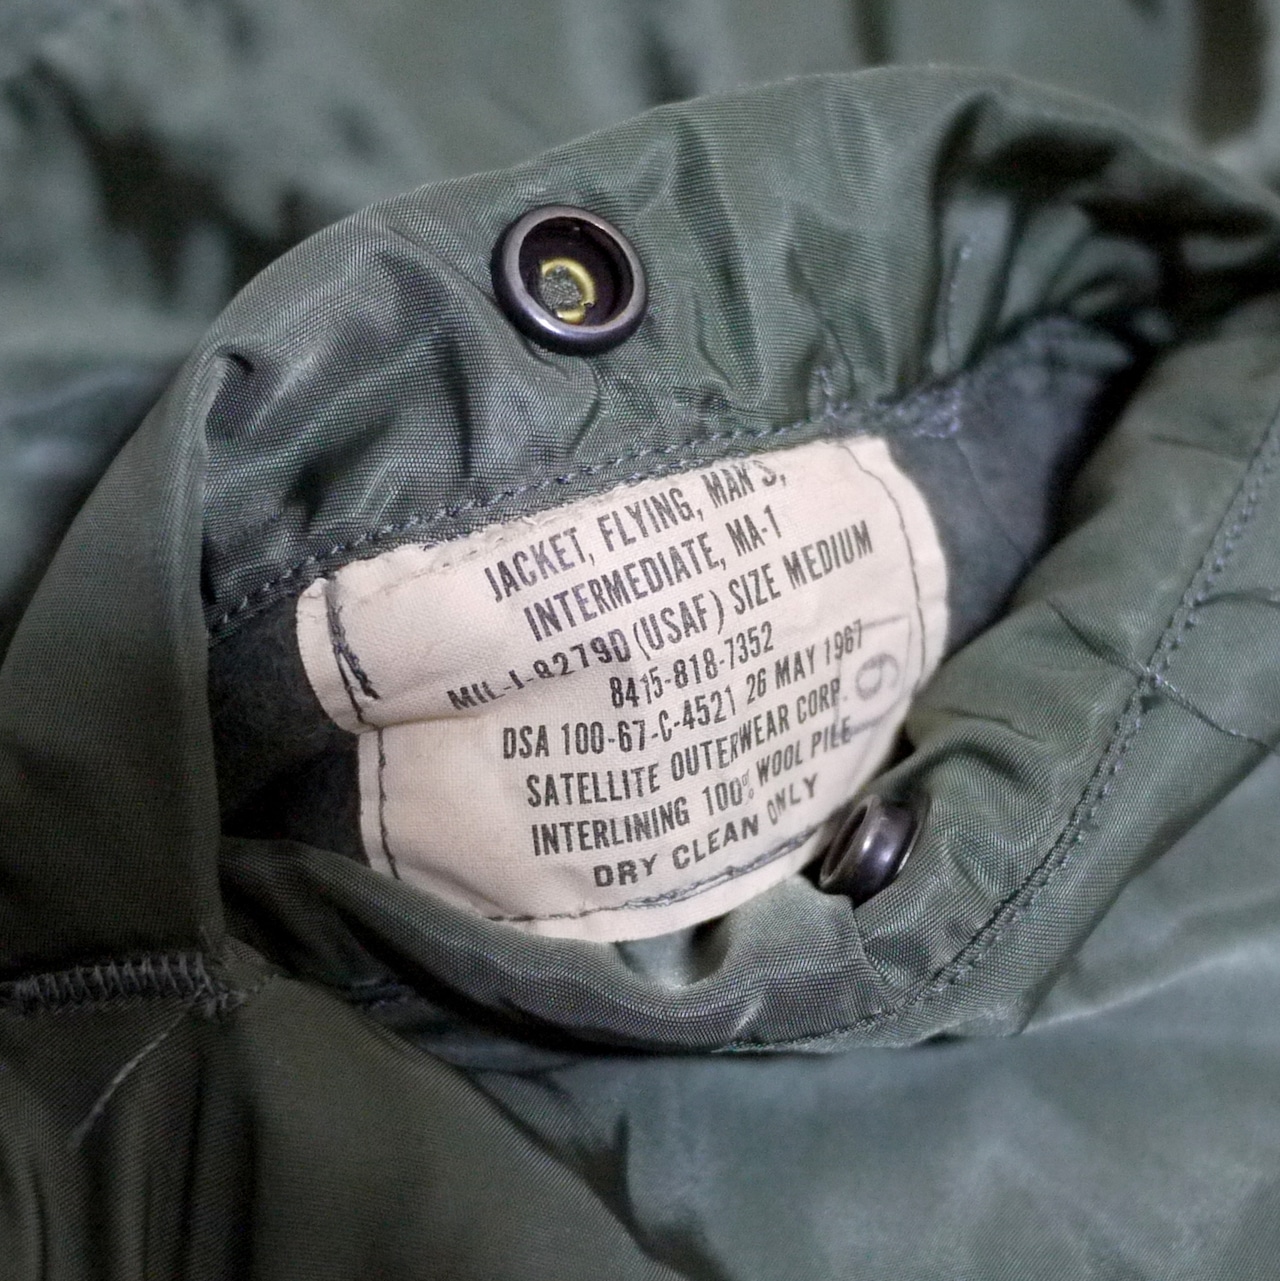 JACKET, FLYING, MAN'S,
INTERMEDIATE, MA-1
MIL-J-8279D (USAF) SIZE MEDIUM
8415-818-7352
DSA 100-67-C-4521 26 MAY 1967
SATELLITE OUTERWEAR CORP.
INTERLINING 100% WOOL PILE
DRY CLEAN ONLY